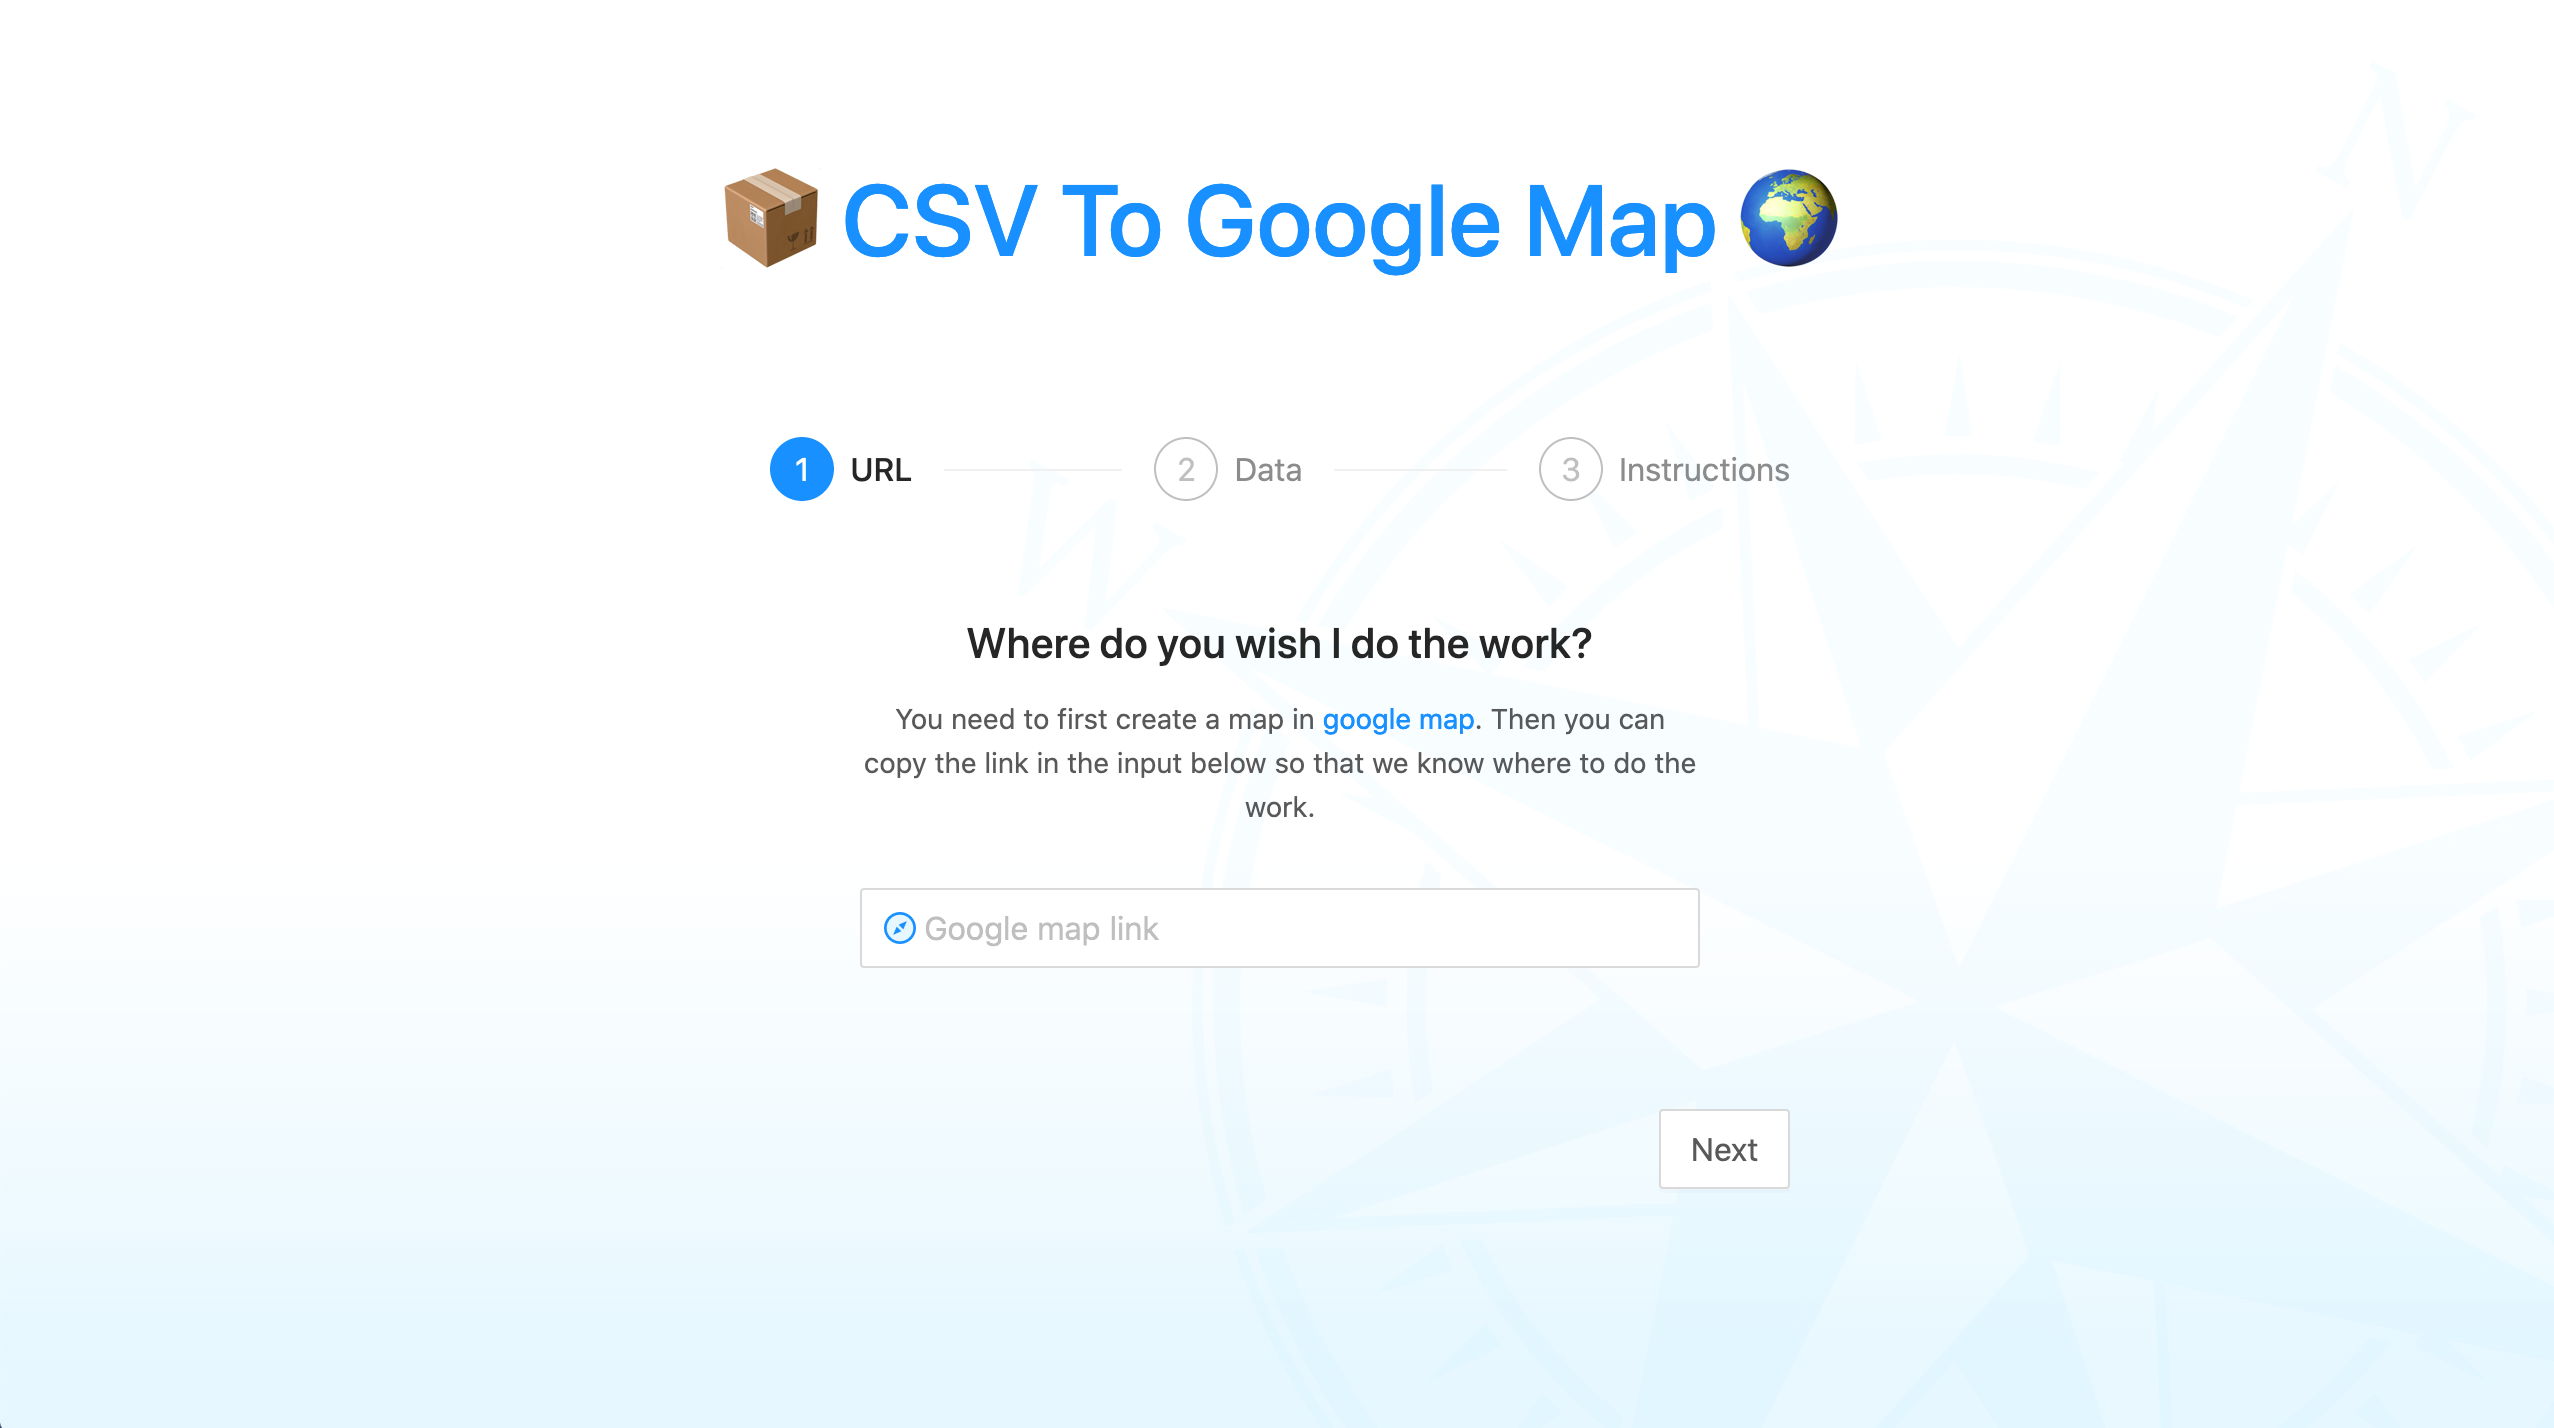 CSV To Google Map
1 URL 2 Data 3 Instructions
Where do you wish I do the work?
You need to first create a map in google map. Then you can
copy the link in the input below so that we know where to do the
work.
Google map link
Next
N
W